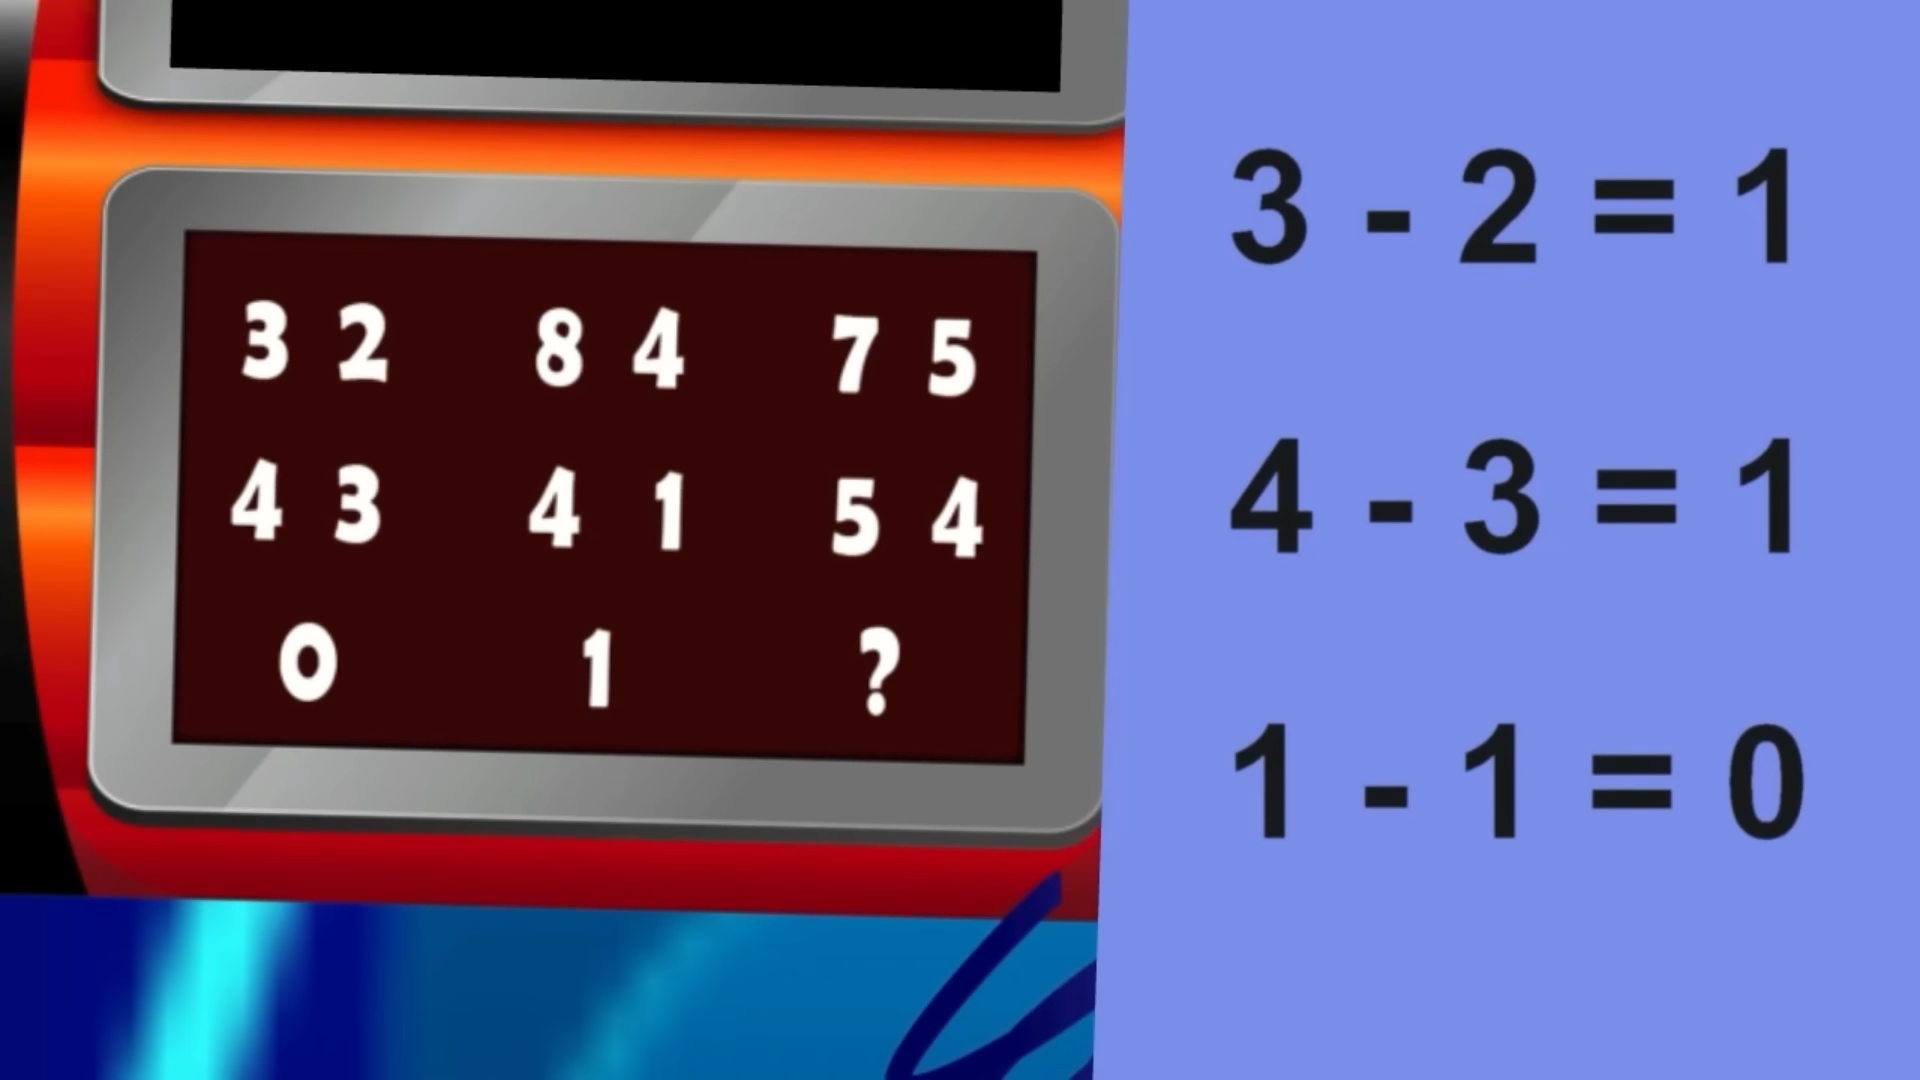 3 2 8 4 7 5
4 3 4 1 5 4
0 1 ?
3 - 2 = 1
4 - 3 = 1
1 - 1 = 0